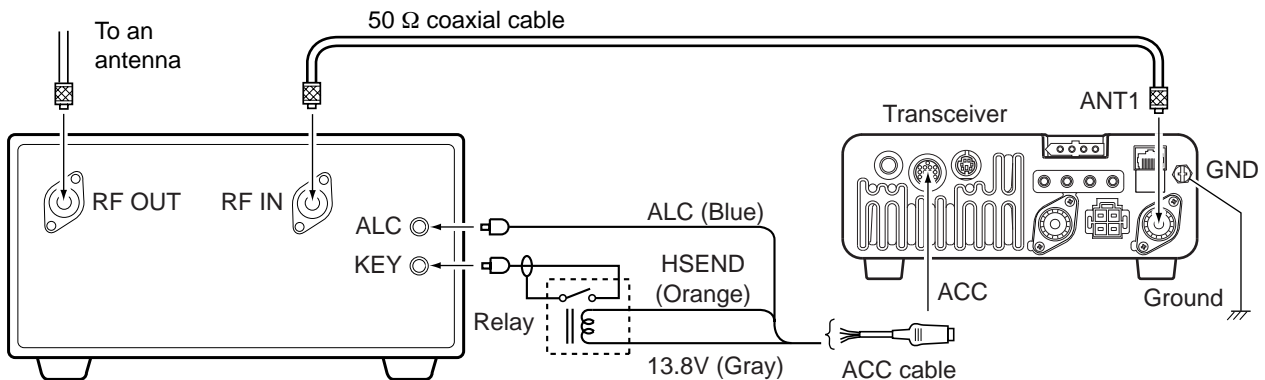 50 Ω coaxial cable
To an
antenna
ANT1
Transceiver
GND
RF OUT
RF IN
ALC
ALC (Blue)
KEY
HSEND
(Orange)
ACC
Ground
Relay
13.8V (Gray)
ACC cable